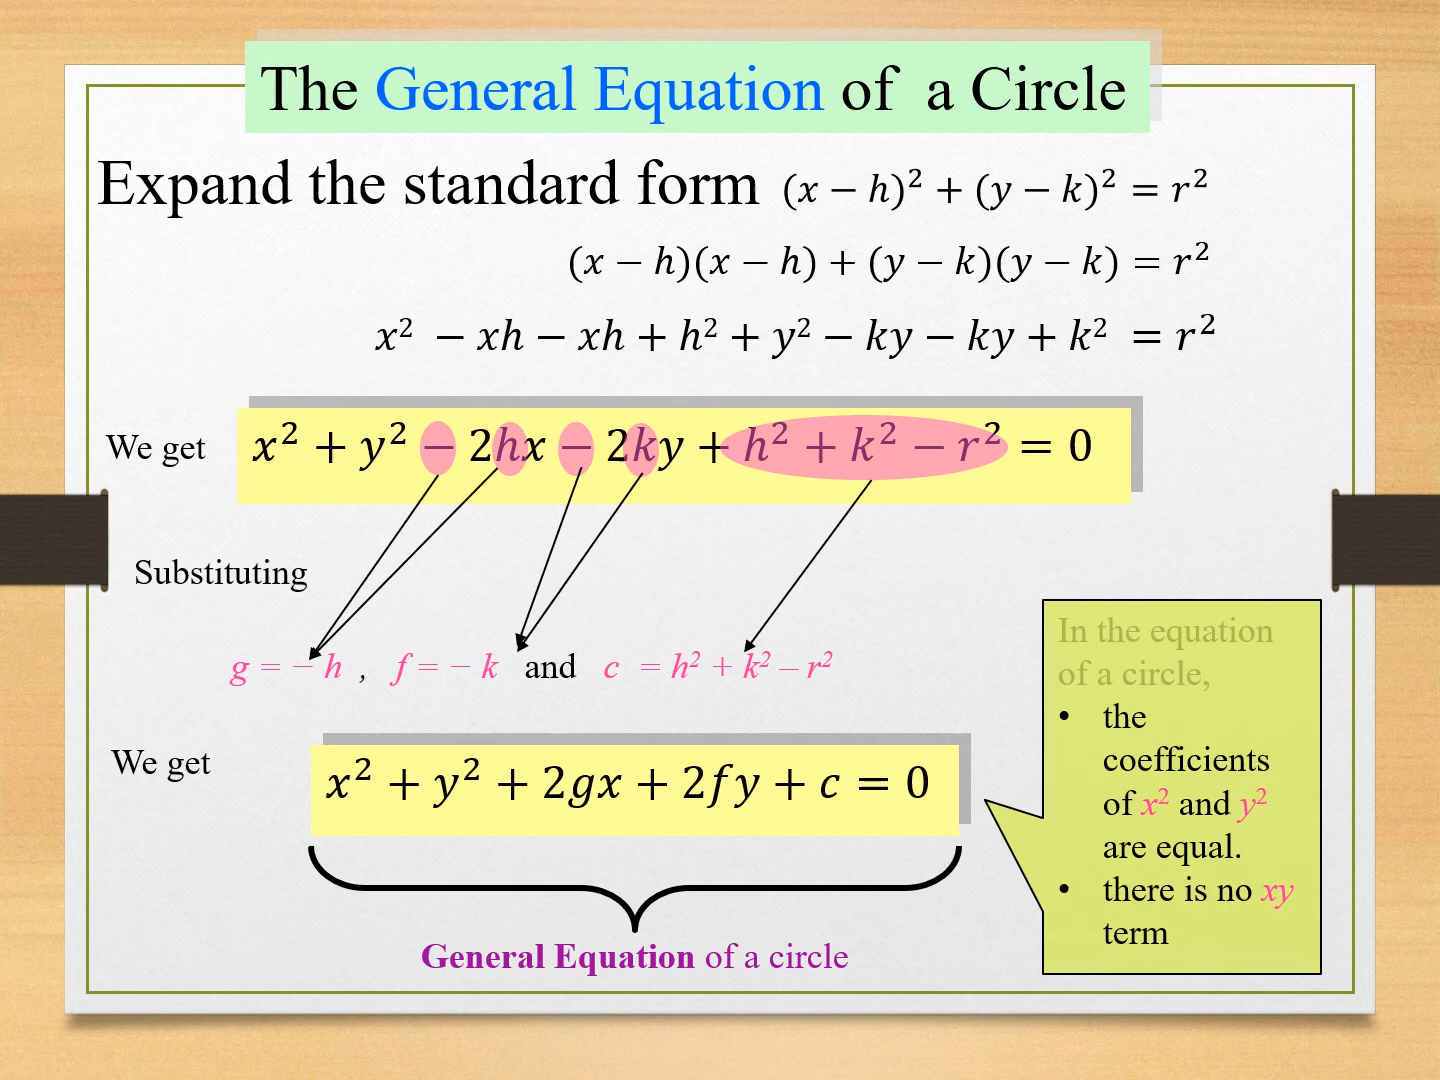 The General Equation of a Circle
Expand the standard form (x − h)² + (y − k)² = r²
(x − h)(x − h) + (y − k)(y − k) = r²
x² − xh − xh + h² + y² − ky − ky + k² = r²
We get x² + y² − 2hx − 2ky + h² + k² − r² = 0
Substituting
g = − h , f = − k and c = h² + k² – r²
We get x² + y² + 2gx + 2fy + c = 0
General Equation of a circle
In the equation
of a circle,
• the
coefficients
of x² and y²
are equal.
• there is no xy
term